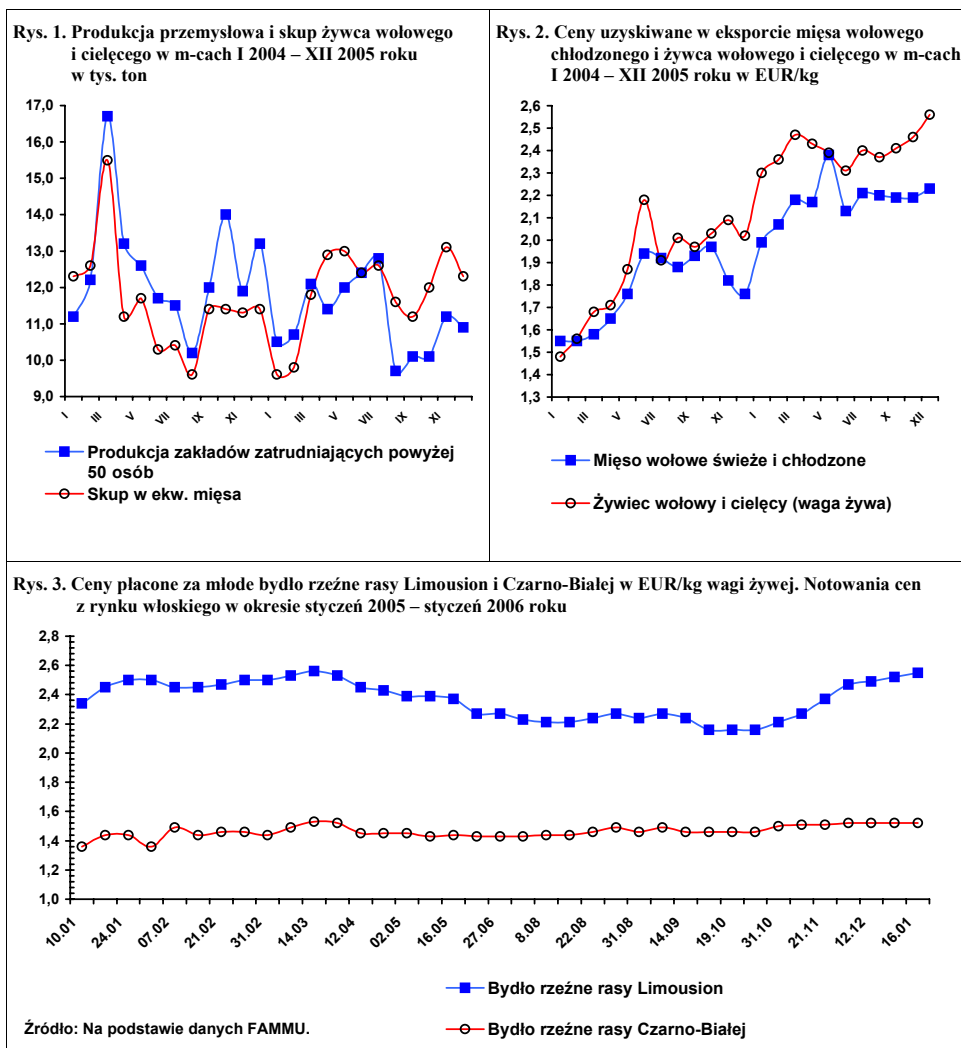 Rys. 1. Produkcja przemysłowa i skup żywca wołowego
i cielęcego w m-cach I 2004 – XII 2005 roku
w tys. ton
17,0
16,0
15,0
14,0
13,0
12,0
11,0
10,0
9,0
I
III
V
VII
IX
XI
I
III
V
VII
IX
XI
Produkcja zakładów zatrudniających powyżej
50 osób
Skup w ekw. mięsa
Rys. 2. Ceny uzyskiwane w eksporcie mięsa wołowego
chłodzonego i żywca wołowego i cielęcego w m-cach
I 2004 – XII 2005 roku w EUR/kg
2,6
2,5
2,4
2,3
2,2
2,1
2,0
1,9
1,8
1,7
1,6
1,5
1,4
1,3
I
III
V
VII
IX
XI
I
III
V
VII
X
XII
Mięso wołowe świeże i chłodzone
Żywiec wołowy i cielęcy (waga żywa)
Rys. 3. Ceny płacone za młode bydło rzeźne rasy Limousion i Czarno-Białej w EUR/kg wagi żywej. Notowania cen
z rynku włoskiego w okresie styczeń 2005 – styczeń 2006 roku
2,8
2,6
2,4
2,2
2,0
1,8
1,6
1,4
1,2
1,0
10.01
24.01
07.02
21.02
31.02
14.03
12.04
02.05
16.05
27.06
8.08
22.08
31.08
14.09
19.10
31.10
21.11
12.12
16.01
Bydło rzeźne rasy Limousion
Bydło rzeźne rasy Czarno-Białej
Źródło: Na podstawie danych FAMMU.